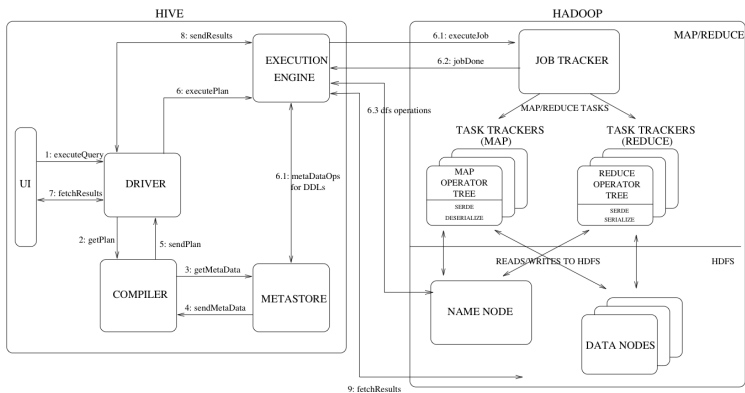 HIVE
HADOOP
8: sendResults
6.1: executeJob
MAP/REDUCE
EXECUTION
ENGINE
JOB TRACKER
6.2: jobDone
6: executePlan
6.3 dfs operations
MAP/REDUCE TASKS
TASK TRACKERS
(MAP)
TASK TRACKERS
(REDUCE)
1: executeQuery
UI
DRIVER
7: fetchResults
6.1: metaDataOps
for DDLs
MAP
OPERATOR
TREE
SERDE
DESERIALIZE
REDUCE
OPERATOR
TREE
SERDE
SERIALIZE
2: getPlan
5: sendPlan
READS/WRITES TO HDFS
HDFS
3: getMetaData
COMPILER
METASTORE
4: sendMetaData
NAME NODE
DATA NODES
9: fetchResults